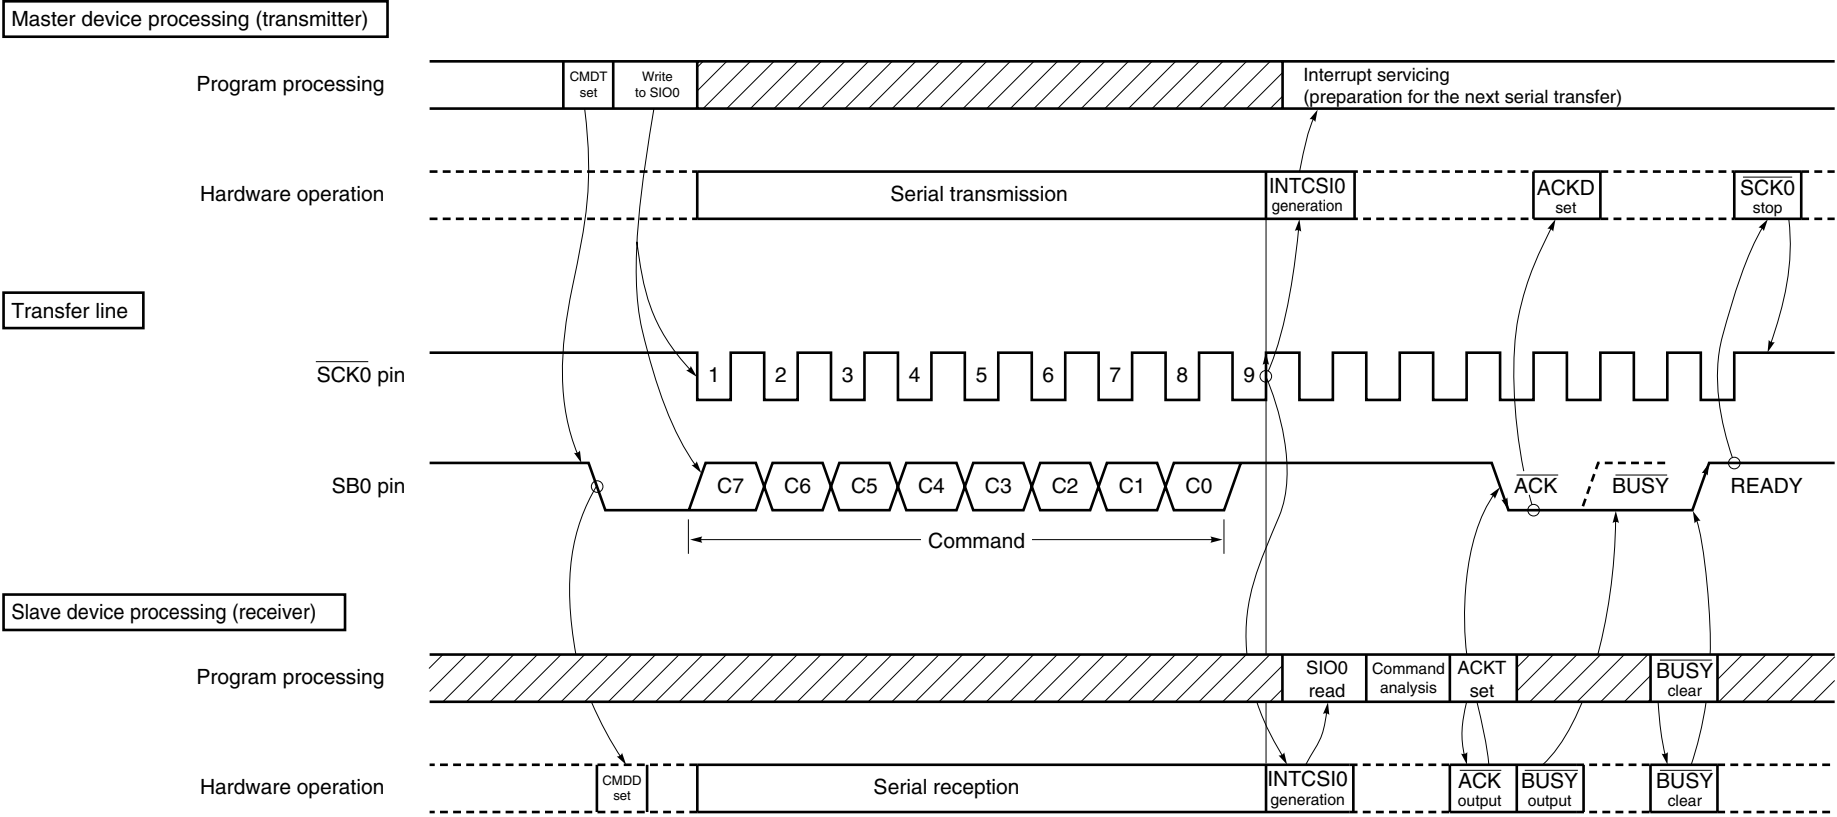 Master device processing (transmitter)
Program processing
CMDT
set
Write
to SIO0
Interrupt servicing
(preparation for the next serial transfer)
Hardware operation
Serial transmission
INTCSI0
generation
ACKD
set
SCK0
stop
Transfer line
SCK0 pin
1 2 3 4 5 6 7 8 9
SB0 pin
C7 C6 C5 C4 C3 C2 C1 C0
ACK
BUSY
READY
Command
Slave device processing (receiver)
Program processing
SIO0
read
Command
analysis
ACKT
set
BUSY
clear
Hardware operation
CMDD
set
Serial reception
INTCSI0
generation
ACK
output
BUSY
output
BUSY
clear